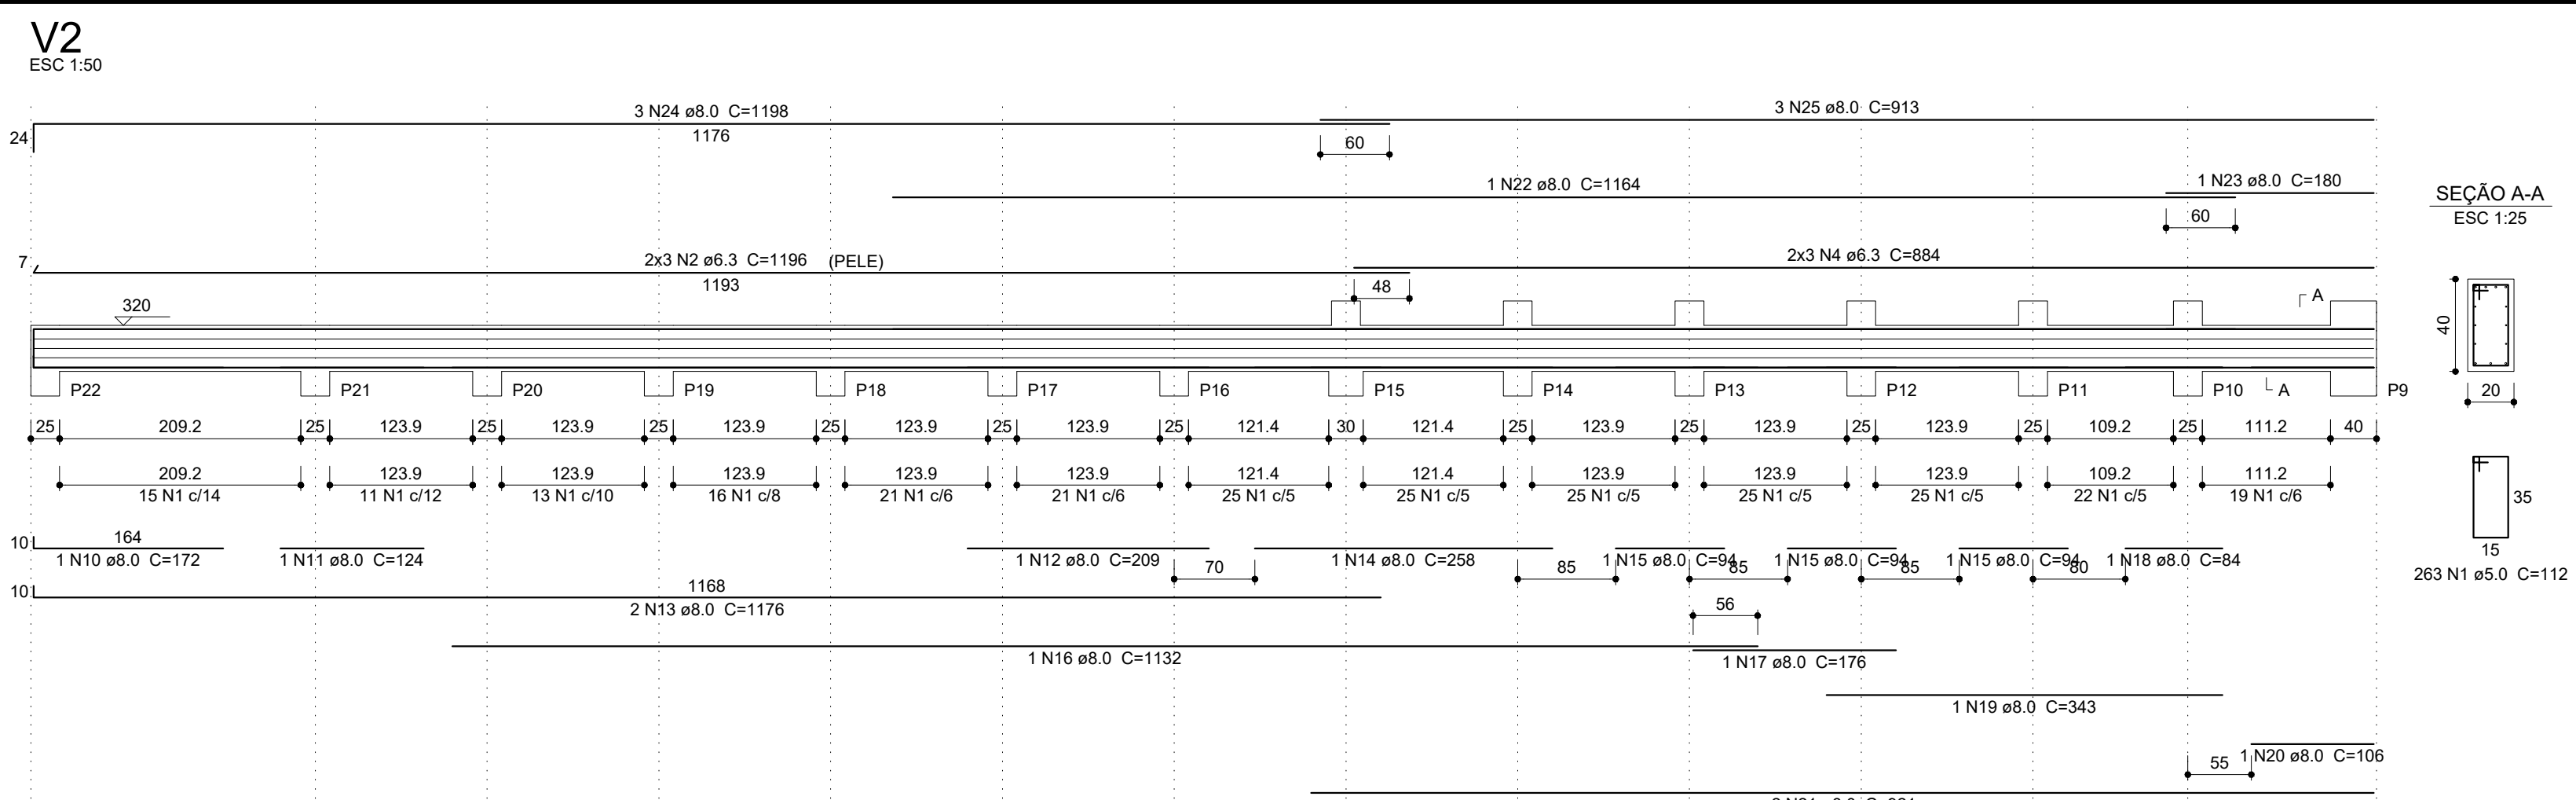 V2
ESC 1:50
3 N24 ø8.0 C=1198
3 N25 ø8.0 C=913
24
1176
60
1 N22 ø8.0 C=1164
1 N23 ø8.0 C=180
60
SEÇÃO A-A
ESC 1:25
7
2x3 N2 ø6.3 C=1196 (PELE)
2x3 N4 ø6.3 C=884
1193
48
320
A
40
P22 P21 P20 P19 P18 P17 P16 P15 P14 P13 P12 P11 P10 A P9
20
25 209.2 25 123.9 25 123.9 25 123.9 25 123.9 25 123.9 25 121.4 30 121.4 25 123.9 25 123.9 25 123.9 25 109.2 25 111.2 40
209.2 123.9 123.9 123.9 123.9 123.9 121.4 121.4 123.9 123.9 123.9 109.2 111.2
15 N1 c/14 11 N1 c/12 13 N1 c/10 16 N1 c/8 21 N1 c/6 21 N1 c/6 25 N1 c/5 25 N1 c/5 25 N1 c/5 25 N1 c/5 25 N1 c/5 22 N1 c/5 19 N1 c/6
35
15
263 N1 ø5.0 C=112
10
164
1 N10 ø8.0 C=172 1 N11 ø8.0 C=124 1 N12 ø8.0 C=209 1 N14 ø8.0 C=258 1 N15 ø8.0 C=94 1 N15 ø8.0 C=94 1 N15 ø8.0 C=94 1 N18 ø8.0 C=84
70 85 85 85 80
10
1168
2 N13 ø8.0 C=1176
56
1 N16 ø8.0 C=1132
1 N17 ø8.0 C=176
1 N19 ø8.0 C=343
1 N20 ø8.0 C=106
55